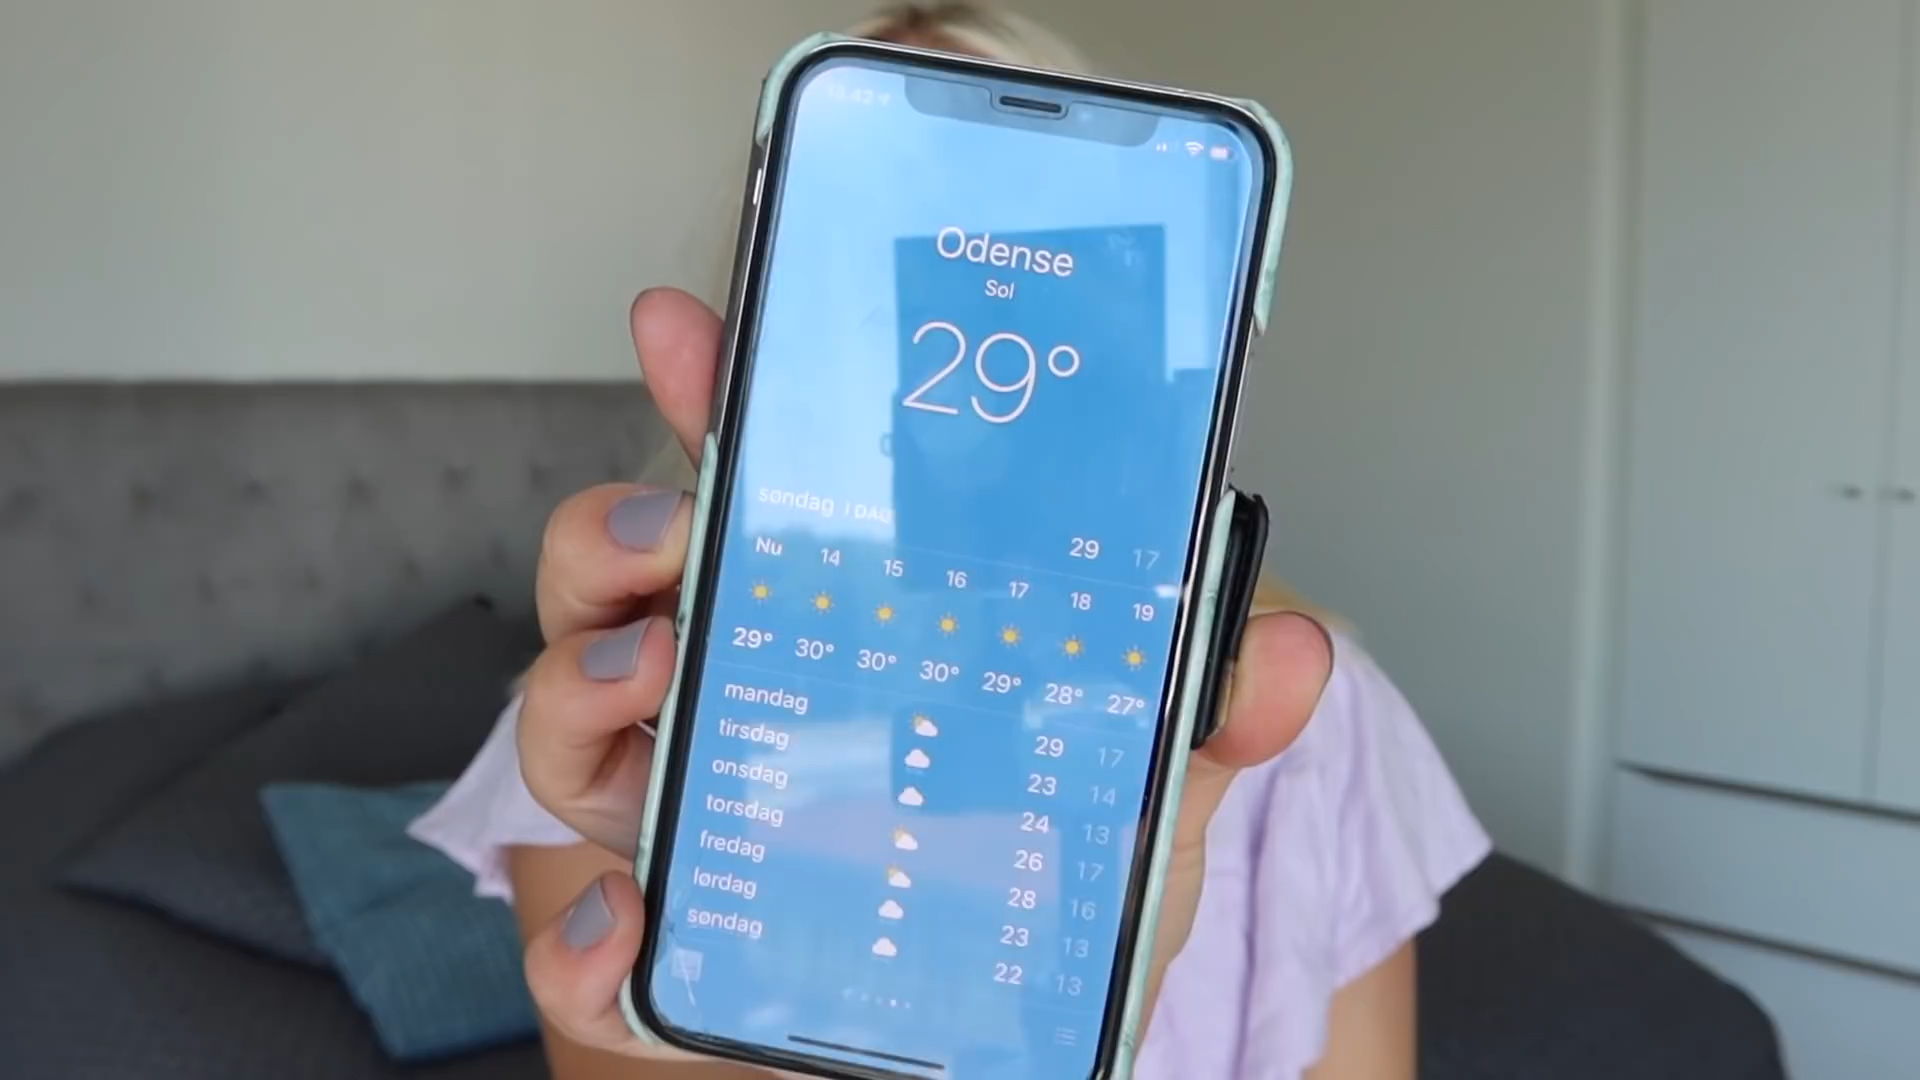 Odense
Sol
29°
søndag I DAG 29 17
Nu 14 15 16 17 18 19
29° 30° 30° 30° 29° 28° 27°
mandag 29 17
tirsdag 23 14
onsdag 24 13
torsdag 26 17
fredag 28 16
lørdag 23 13
søndag 22 13